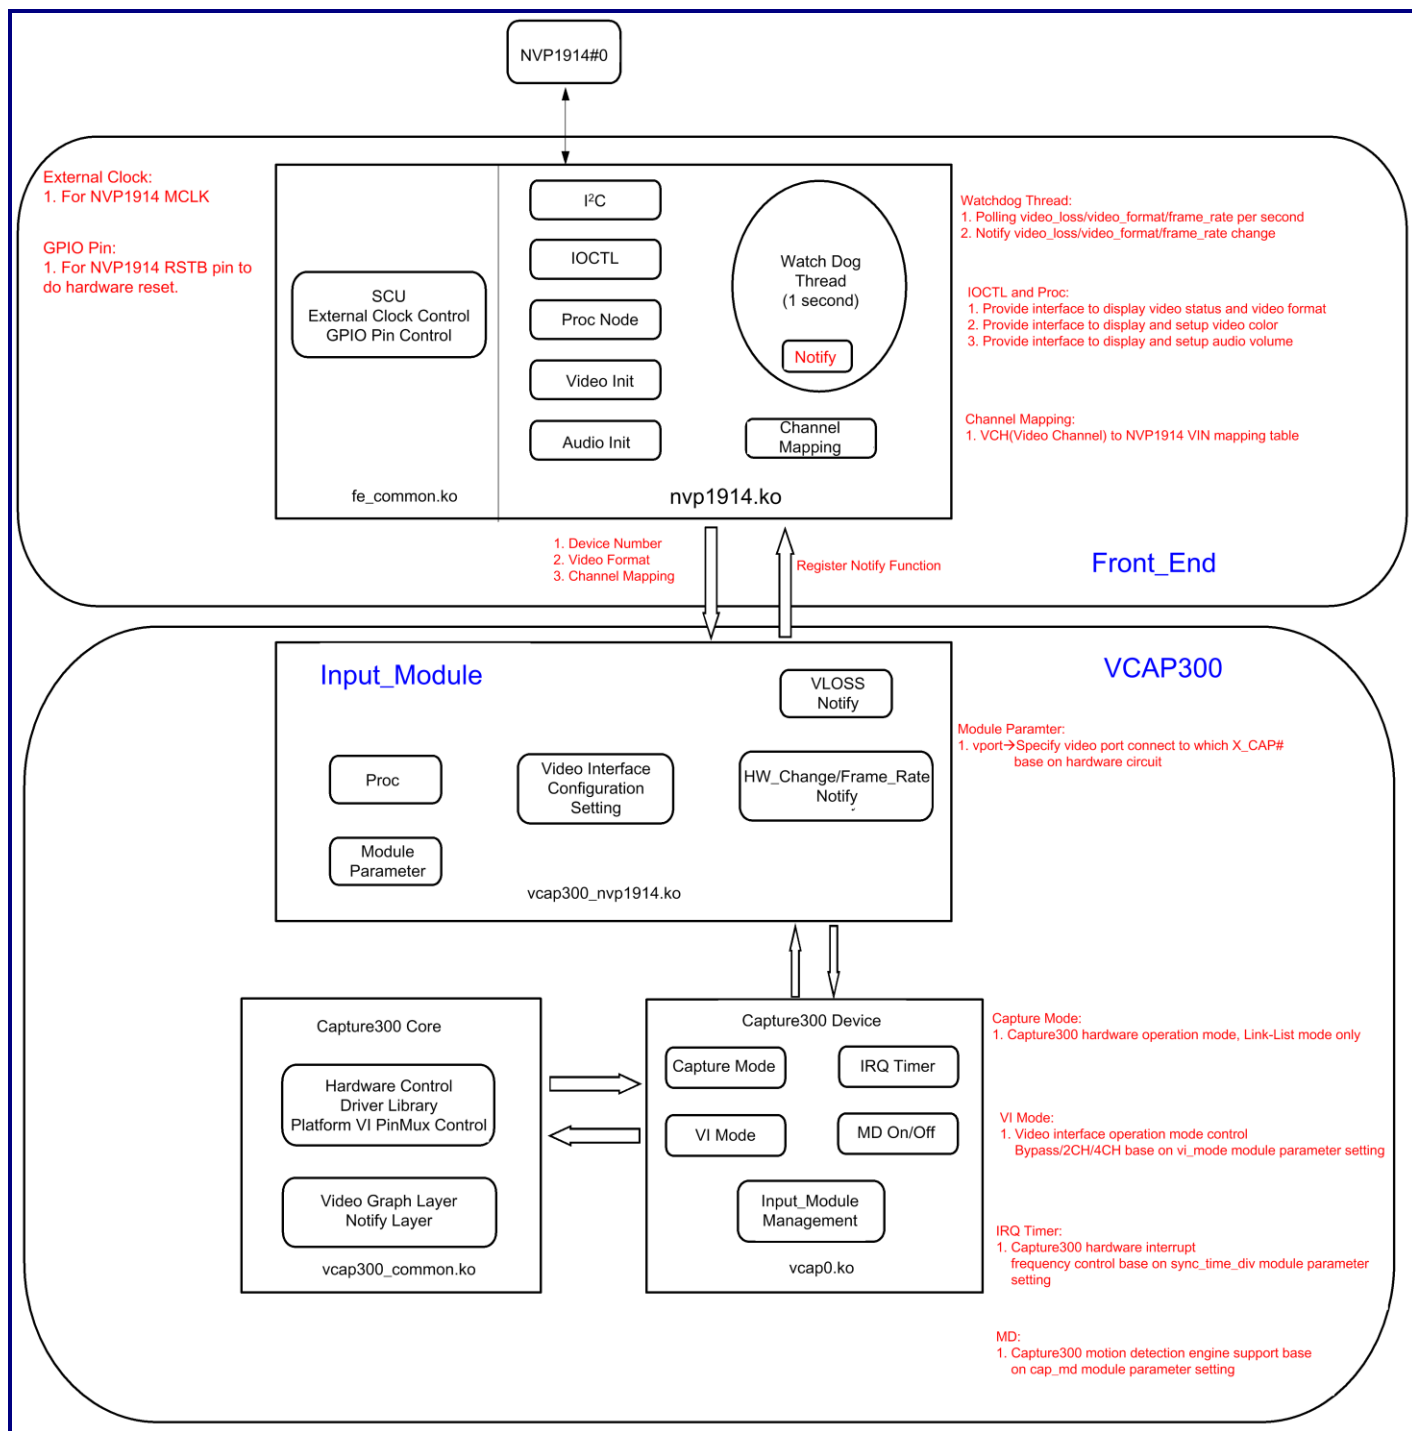 NVP1914#0
External Clock:
1. For NVP1914 MCLK
GPIO Pin:
1. For NVP1914 RSTB pin to
do hardware reset.
SCU
External Clock Control
GPIO Pin Control
fe_common.ko
I²C
IOCTL
Proc Node
Video Init
Audio Init
Watch Dog
Thread
(1 second)
Notify
Channel
Mapping
nvp1914.ko
Watchdog Thread:
1. Polling video_loss/video_format/frame_rate per second
2. Notify video_loss/video_format/frame_rate change
IOCTL and Proc:
1. Provide interface to display video status and video format
2. Provide interface to display and setup video color
3. Provide interface to display and setup audio volume
Channel Mapping:
1. VCH(Video Channel) to NVP1914 VIN mapping table
1. Device Number
2. Video Format
3. Channel Mapping
Register Notify Function
Front_End
Input_Module
VCAP300
VLOSS
Notify
Proc
Video Interface
Configuration
Setting
HW_Change/Frame_Rate
Notify
Module
Parameter
vcap300_nvp1914.ko
Module Paramter:
1. vport→Specify video port connect to which X_CAP#
base on hardware circuit
Capture300 Core
Hardware Control
Driver Library
Platform VI PinMux Control
Video Graph Layer
Notify Layer
vcap300_common.ko
Capture300 Device
Capture Mode
IRQ Timer
VI Mode
MD On/Off
Input_Module
Management
vcap0.ko
Capture Mode:
1. Capture300 hardware operation mode, Link-List mode only
VI Mode:
1. Video interface operation mode control
Bypass/2CH/4CH base on vi_mode module parameter setting
IRQ Timer:
1. Capture300 hardware interrupt
frequency control base on sync_time_div module parameter
setting
MD:
1. Capture300 motion detection engine support base
on cap_md module parameter setting